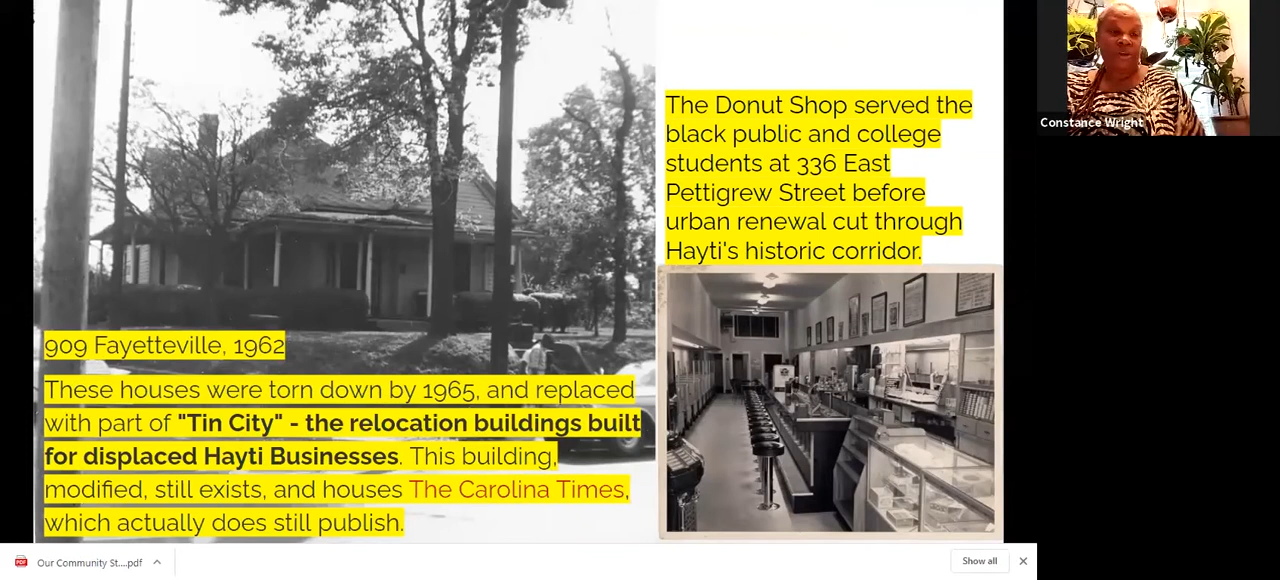 The Donut Shop served the
black public and college
students at 336 East
Pettigrew Street before
urban renewal cut through
Hayti's historic corridor.
Constance Wright
909 Fayetteville, 1962
These houses were torn down by 1965, and replaced
with part of "Tin City" - the relocation buildings built
for displaced Hayti Businesses. This building,
modified, still exists, and houses The Carolina Times,
which actually does still publish.
PDF
Our Community St....pdf
Show all